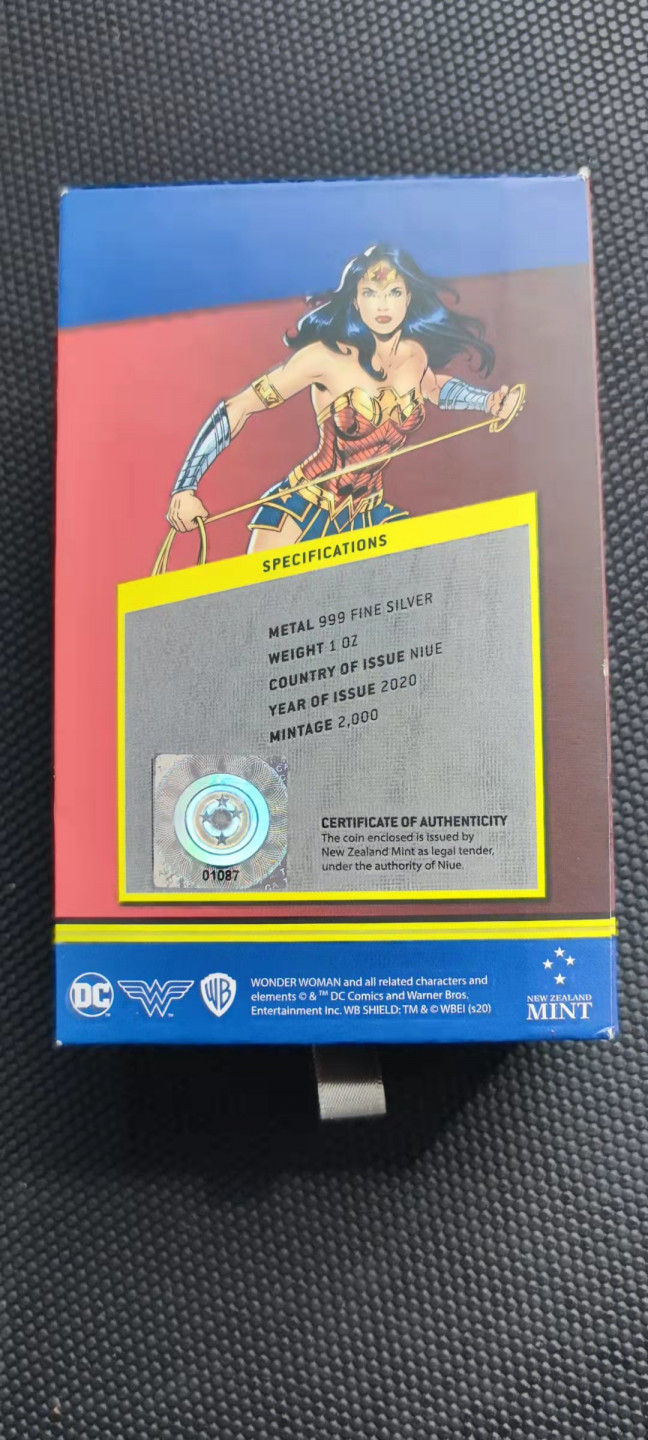 SPECIFICATIONS
METAL 999 FINE SILVER
WEIGHT 1 OZ
COUNTRY OF ISSUE NIUE
YEAR OF ISSUE 2020
MINTAGE 2,000
01087
CERTIFICATE OF AUTHENTICITY
The coin enclosed is issued by
New Zealand Mint as legal tender,
under the authority of Niue.
DC
WB
WONDER WOMAN and all related characters and
elements © & ™ DC Comics and Warner Bros.
Entertainment Inc. WB SHIELD: TM & © WBEI (s20)
NEW ZEALAND
MINT